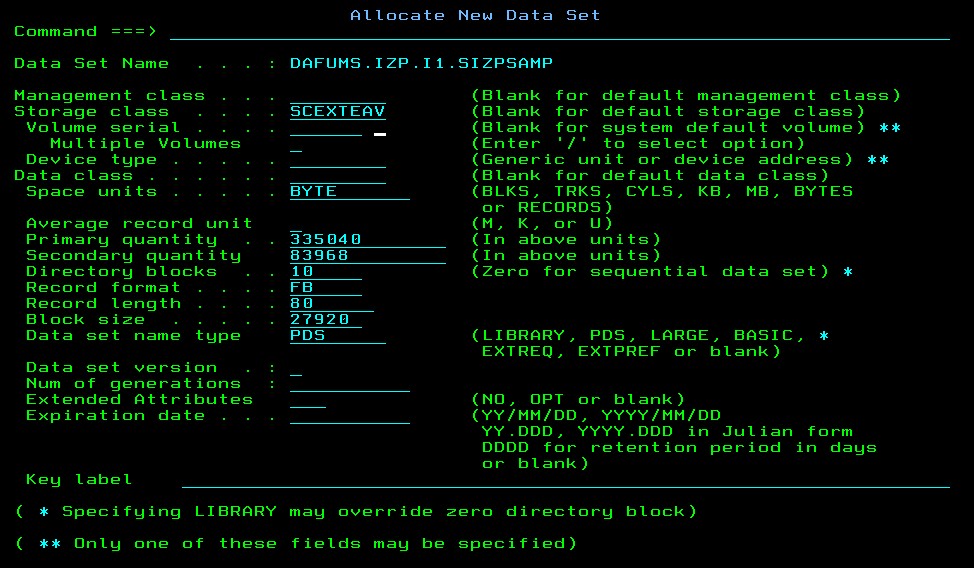 Allocate New Data Set
Command ===>
Data Set Name . . . : DAFUMS.IZP.I1.SIZPSAMP
Management class . . . (Blank for default management class)
Storage class . . . . SCEXTEAV (Blank for default storage class)
Volume serial . . . . (Blank for system default volume) **
Multiple Volumes (Enter '/' to select option)
Device type . . . . . (Generic unit or device address) **
Data class . . . . . . (Blank for default data class)
Space units . . . . . BYTE (BLKS, TRKS, CYLS, KB, MB, BYTES
or RECORDS)
Average record unit (M, K, or U)
Primary quantity . . 335040 (In above units)
Secondary quantity 83968 (In above units)
Directory blocks . . 10 (Zero for sequential data set) *
Record format . . . . FB
Record length . . . . 80
Block size . . . . . 27920
Data set name type PDS (LIBRARY, PDS, LARGE, BASIC, *
EXTREQ, EXTPREF or blank)
Data set version . :
Num of generations :
Extended Attributes (NO, OPT or blank)
Expiration date . . . (YY/MM/DD, YYYY/MM/DD
YY.DDD, YYYY.DDD in Julian form
DDDD for retention period in days
or blank)
Key label
( * Specifying LIBRARY may override zero directory block)
( ** Only one of these fields may be specified)